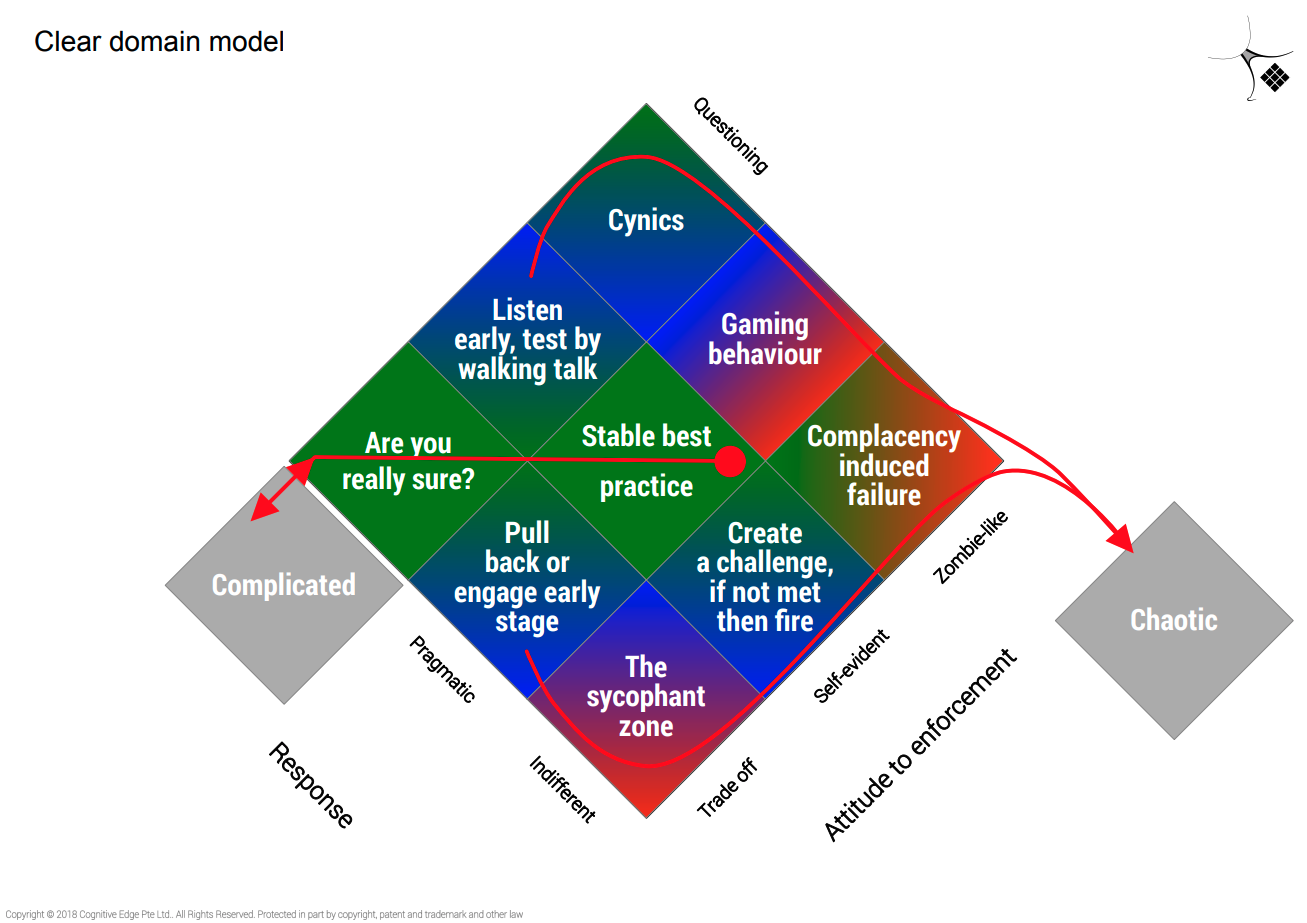 Clear domain model
Questioning
Cynics
Listen
early, test by
walking talk
Gaming
behaviour
Are you
really sure?
Stable best
practice
Complacency
induced
failure
Pull
back or
engage early
stage
Create
a challenge,
if not met
then fire
The
sycophant
zone
Complicated
Chaotic
Pragmatic
Indifferent
Response
Zombie-like
Self-evident
Trade off
Attitude to enforcement
Copyright © 2018 Cognitive Edge Pte Ltd.. All Rights Reserved. Protected in part by copyright, patent and trademark and other law